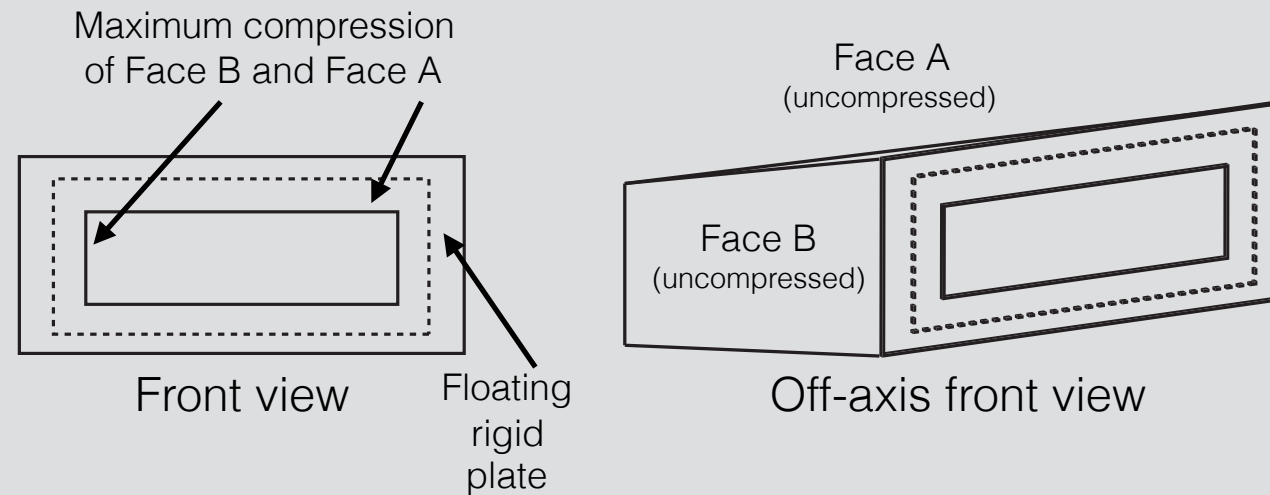 Maximum compression
of Face B and Face A
Front view
Floating
rigid
plate
Face A
(uncompressed)
Face B
(uncompressed)
Off-axis front view